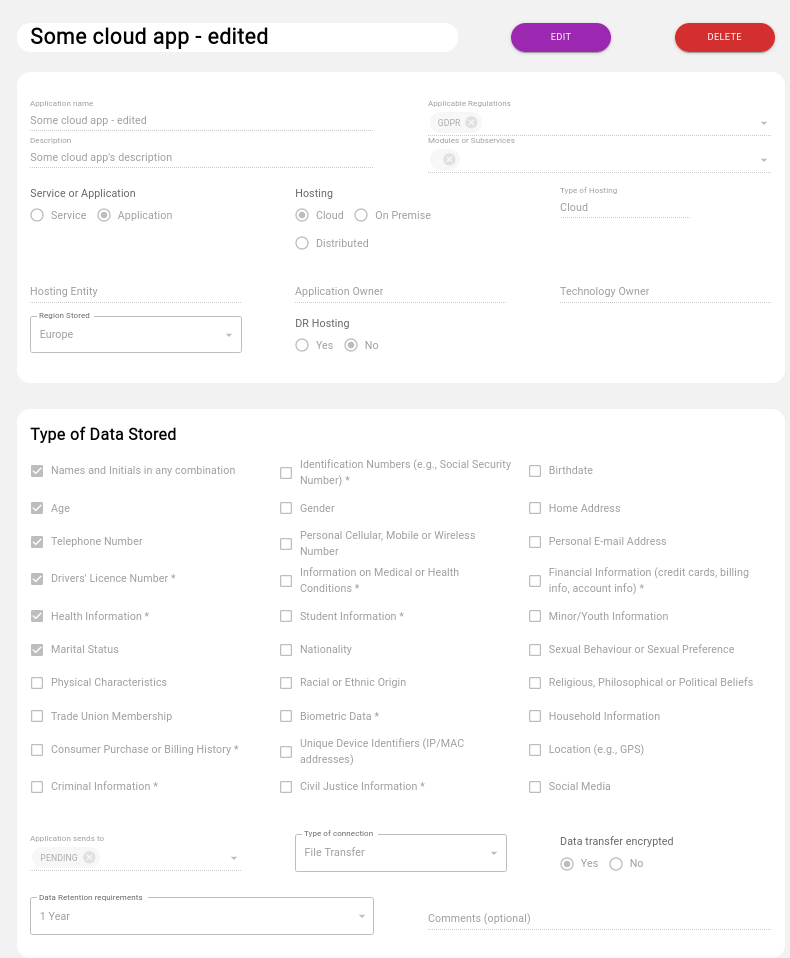 Some cloud app - edited
EDIT
DELETE
Application name
Some cloud app - edited
Applicable Regulations
GDPR
Description
Some cloud app's description
Modules or Subservices
Service or Application
Service
Application
Hosting
Cloud
On Premise
Distributed
Type of Hosting
Cloud
Hosting Entity
Application Owner
Technology Owner
Region Stored
Europe
DR Hosting
Yes
No
Type of Data Stored
Names and Initials in any combination
Identification Numbers (e.g., Social Security
Number) *
Birthdate
Age
Gender
Home Address
Telephone Number
Personal Cellular, Mobile or Wireless
Number
Personal E-mail Address
Drivers' Licence Number *
Information on Medical or Health
Conditions *
Financial Information (credit cards, billing
info, account info) *
Health Information *
Student Information *
Minor/Youth Information
Marital Status
Nationality
Sexual Behaviour or Sexual Preference
Physical Characteristics
Racial or Ethnic Origin
Religious, Philosophical or Political Beliefs
Trade Union Membership
Biometric Data *
Household Information
Consumer Purchase or Billing History *
Unique Device Identifiers (IP/MAC
addresses)
Location (e.g., GPS)
Criminal Information *
Civil Justice Information *
Social Media
Application sends to
PENDING
Type of connection
File Transfer
Data transfer encrypted
Yes
No
Data Retention requirements
1 Year
Comments (optional)